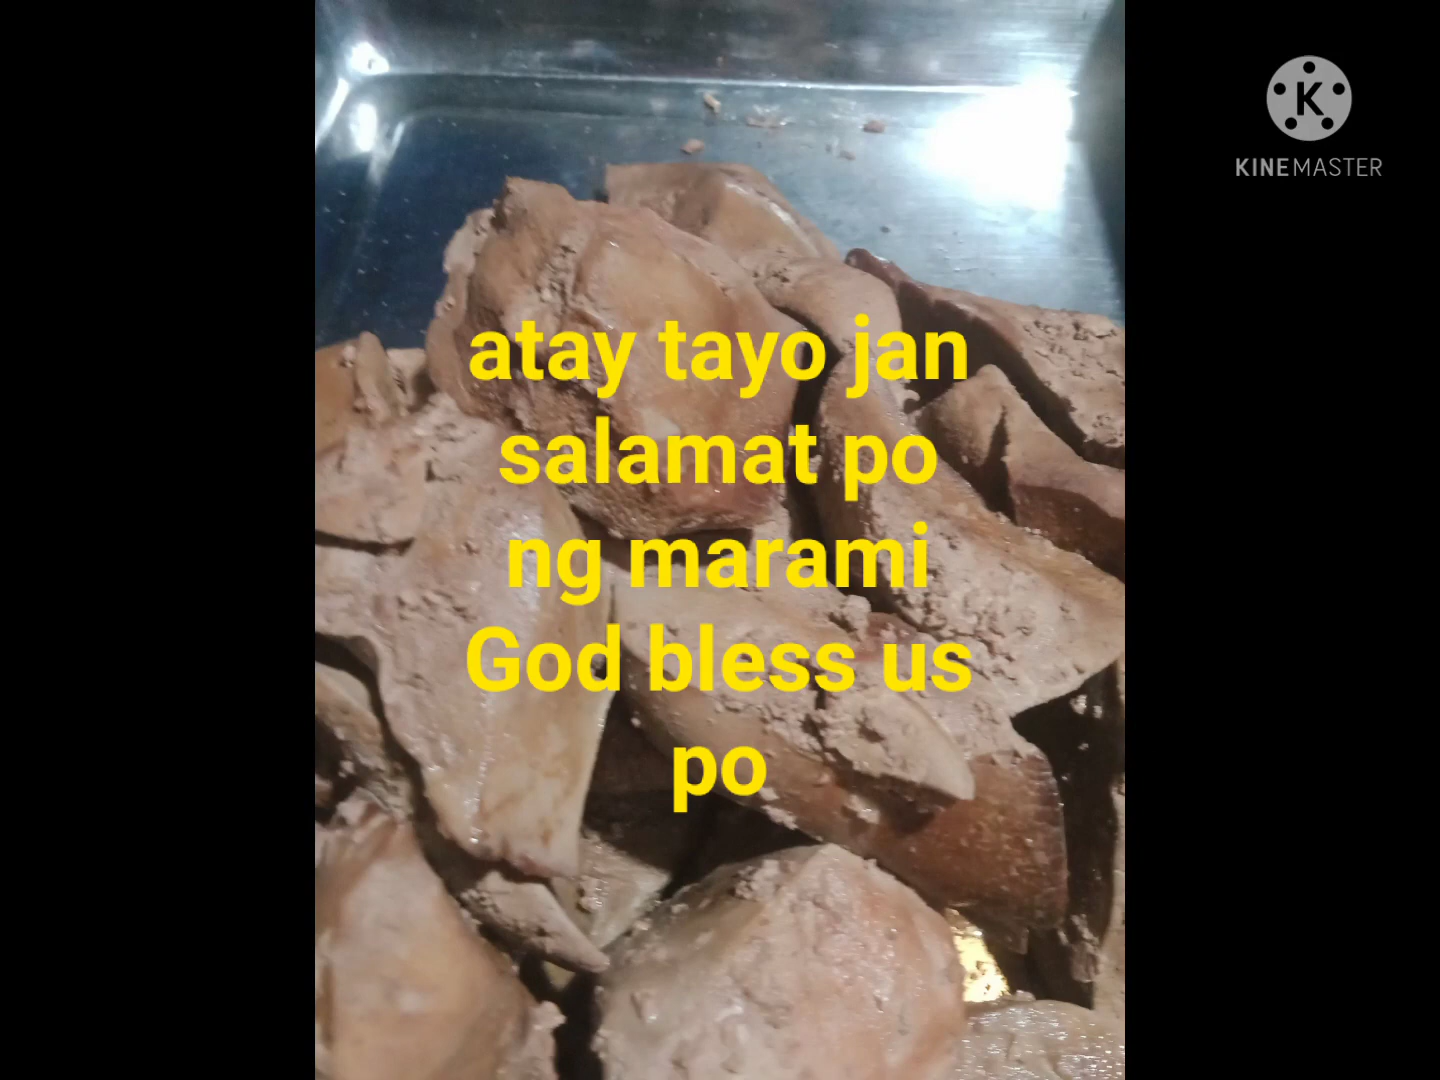 atay tayo jan
salamat po
ng marami
God bless us
po
K
KINEMASTER